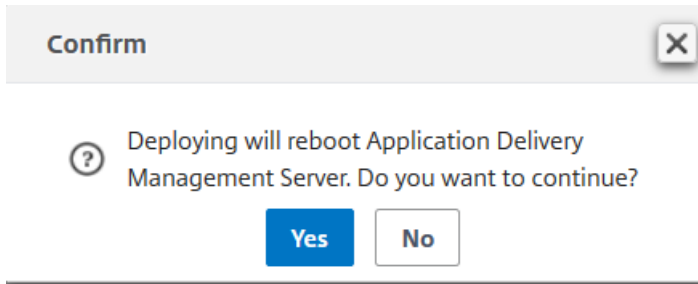 Confirm
Deploying will reboot Application Delivery
Management Server. Do you want to continue?
Yes No